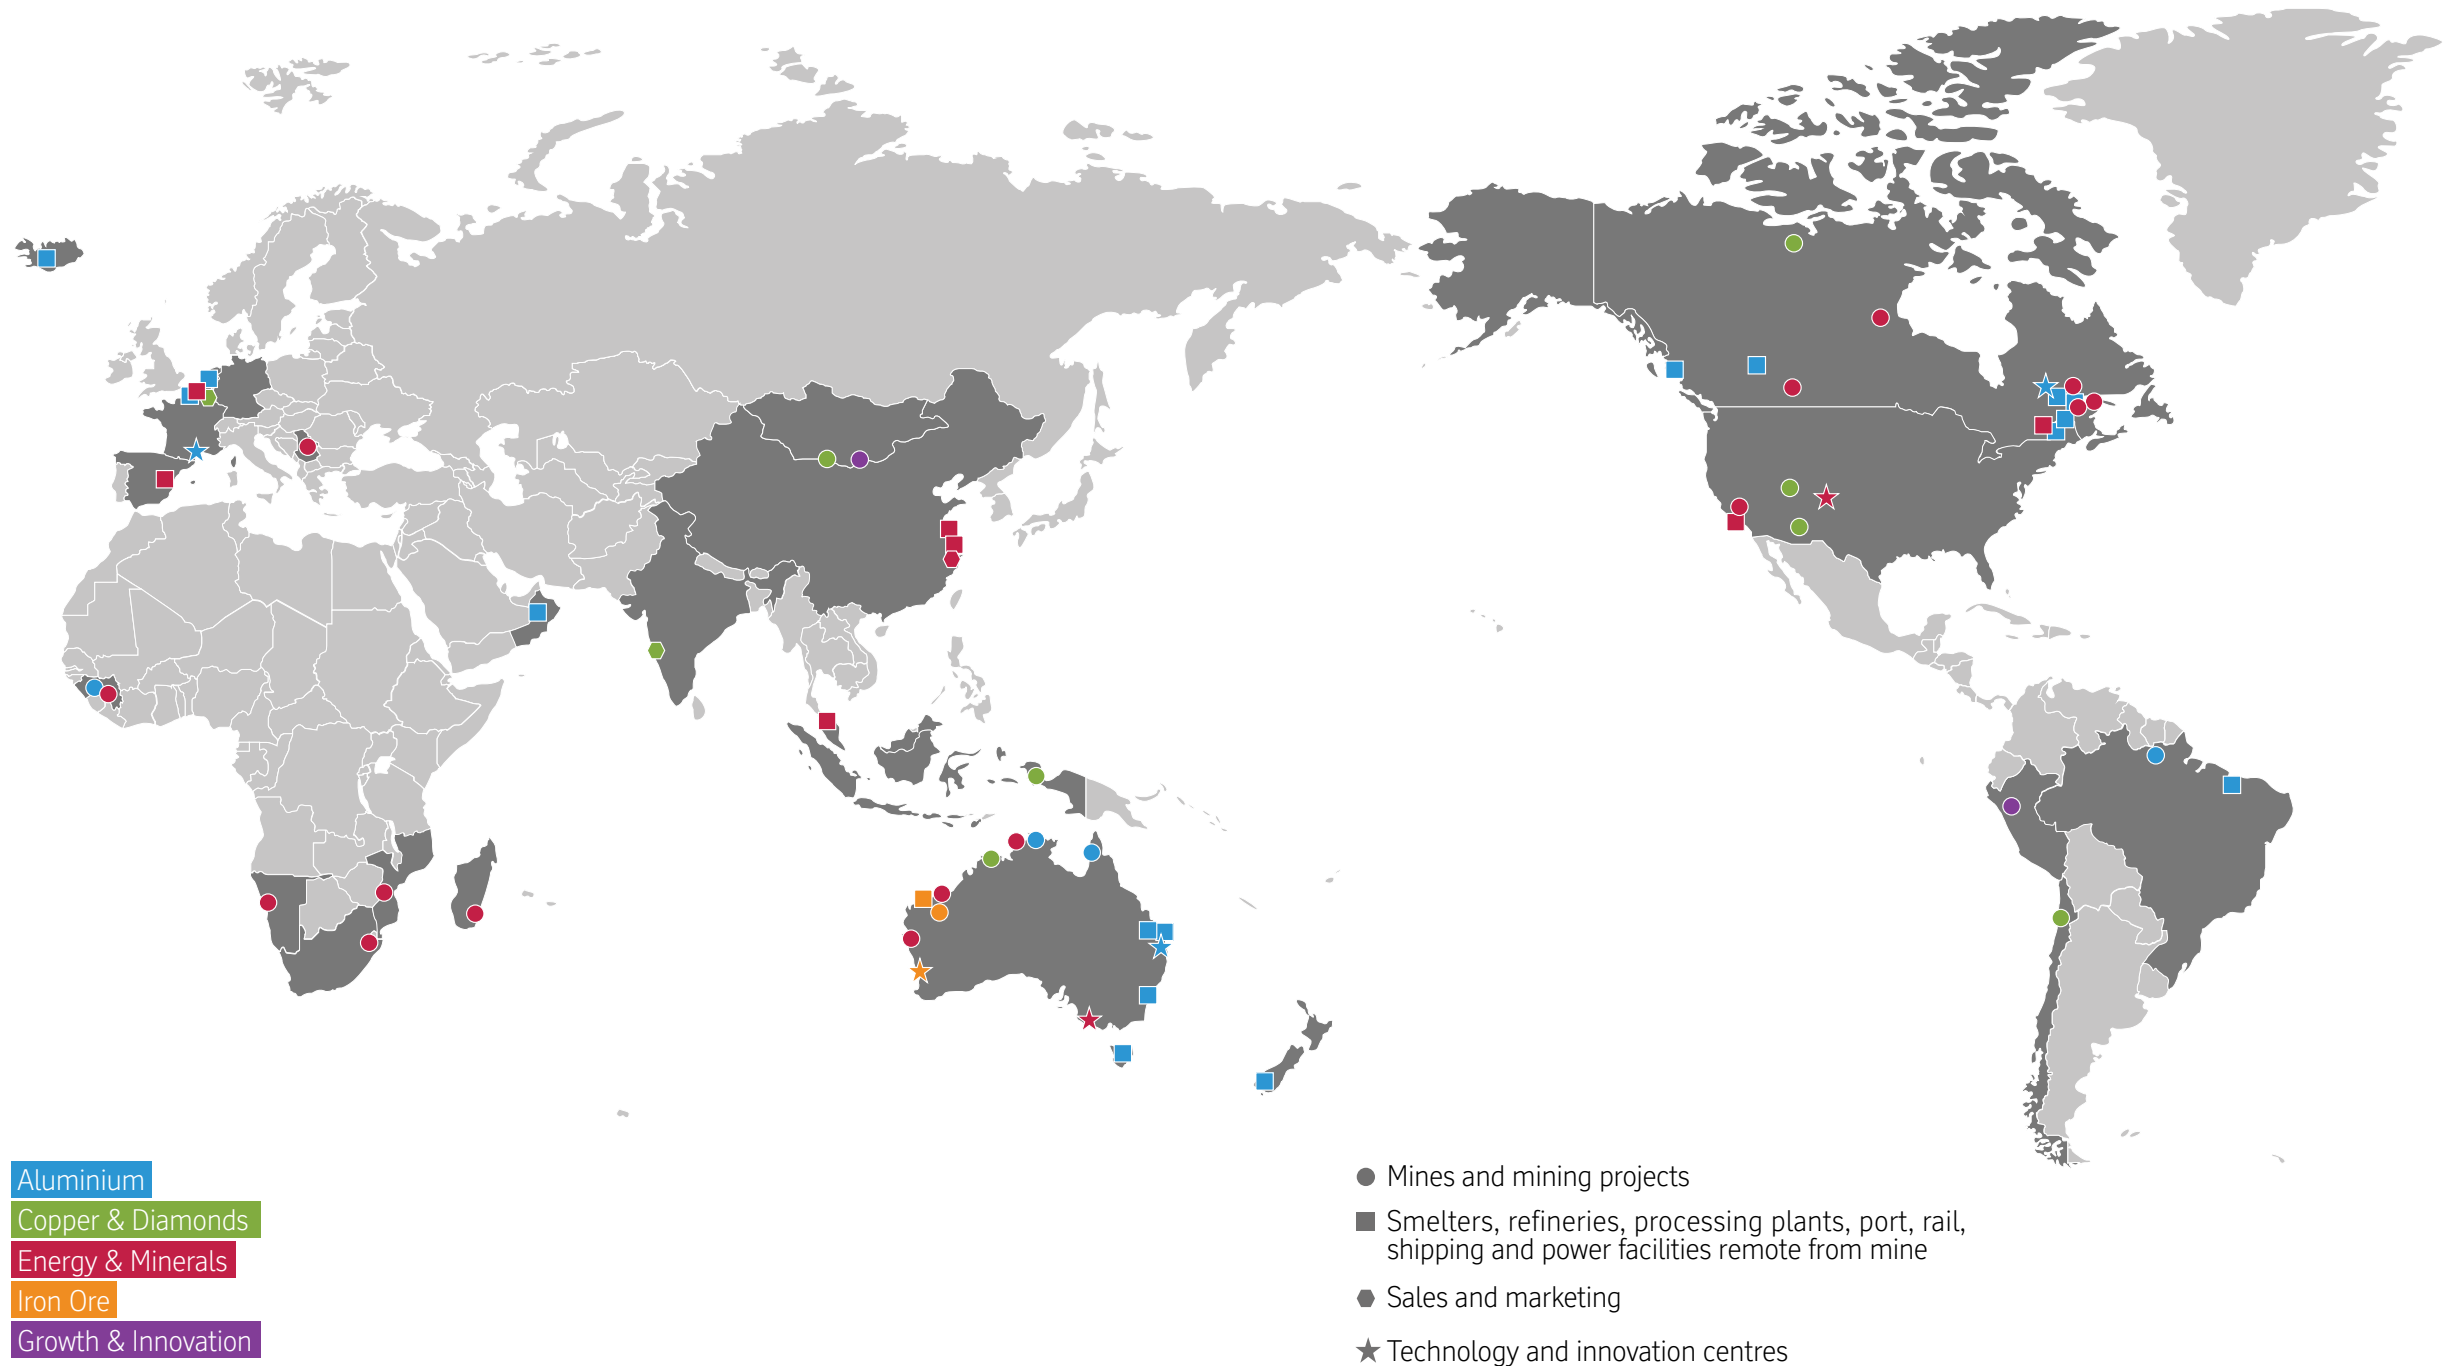 Aluminium
Copper & Diamonds
Energy & Minerals
Iron Ore
Growth & Innovation
Mines and mining projects
Smelters, refineries, processing plants, port, rail,
shipping and power facilities remote from mine
Sales and marketing
Technology and innovation centres